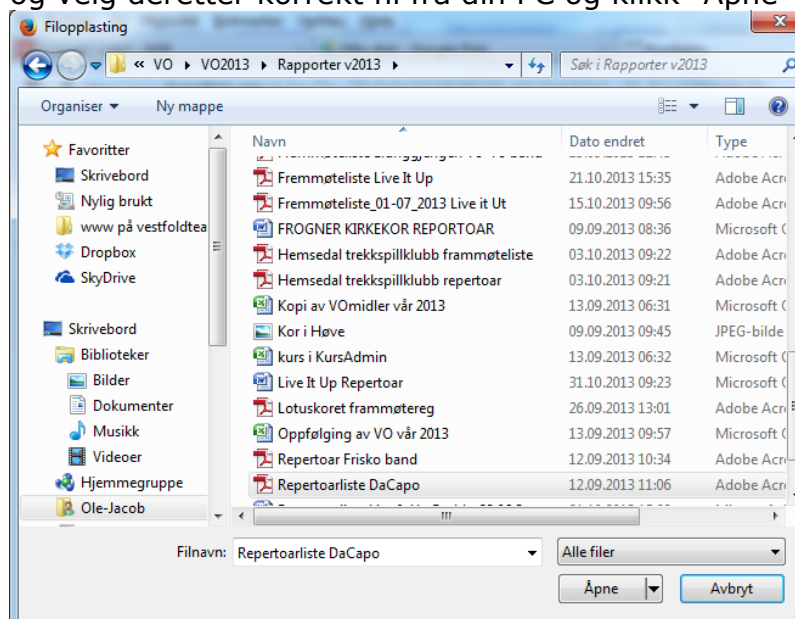 og velg deretter korrekt fil fra din PC og klikk "Åpne"
Filopplasting
« VO VO2013 Rapporter v2013
Søk i Rapporter v2013
Organiser Ny mappe
Navn Dato endret Type
Favoritter
Skrivebord
Nylig brukt
www på vestfoldtea
Dropbox
SkyDrive
Skrivebord
Biblioteker
Bilder
Dokumenter
Musikk
Videoer
Hjemmegruppe
Ole-Jacob
Fremmøteliste Live It Up 21.10.2013 15:35 Adobe Acr
Fremmøteliste_01-07_2013 Live it Ut 15.10.2013 09:56 Adobe Acr
FROGNER KIRKEKOR REPORTOAR 09.09.2013 08:36 Microsoft
Hemsedal trekkspillklubb frammøteliste 03.10.2013 09:22 Adobe Acr
Hemsedal trekkspillklubb repertoar 03.10.2013 09:21 Adobe Acr
Kopi av VOmidler vår 2013 13.09.2013 06:31 Microsoft
Kor i Høve 09.09.2013 09:45 JPEG-bilde
kurs i KursAdmin 13.09.2013 06:32 Microsoft
Live It Up Repertoar 31.10.2013 09:23 Microsoft
Lotuskoret frammøtereg 26.09.2013 13:01 Adobe Acr
Oppfølging av VO vår 2013 13.09.2013 09:57 Microsoft
Repertoar Frisko band 12.09.2013 10:34 Adobe Acr
Repertoarliste DaCapo 12.09.2013 11:06 Adobe Acr
Filnavn: Repertoarliste DaCapo Alle filer
Åpne Avbryt